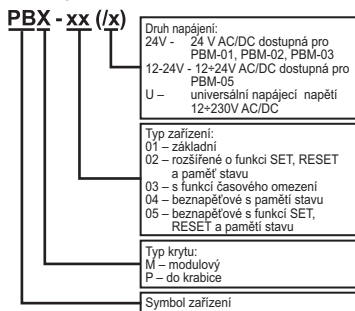 PBX - xx (/x)
Druh napájení:
24V - 24 V AC/DC dostupná pro
PBM-01, PBM-02, PBM-03
12-24V - 12÷24V AC/DC dostupná pro
PBM-05
U – universální napájecí napětí
12÷230V AC/DC
Typ zařízení:
01 – základní
02 – rozšířené o funkci SET, RESET
a paměť stavu
03 – s funkcí časového omezení
04 – beznapěťové s pamětí stavu
05 – beznapěťové s funkcí SET,
RESET a pamětí stavu
Typ krytu:
M – modulový
P – do krabice
Symbol zařízení